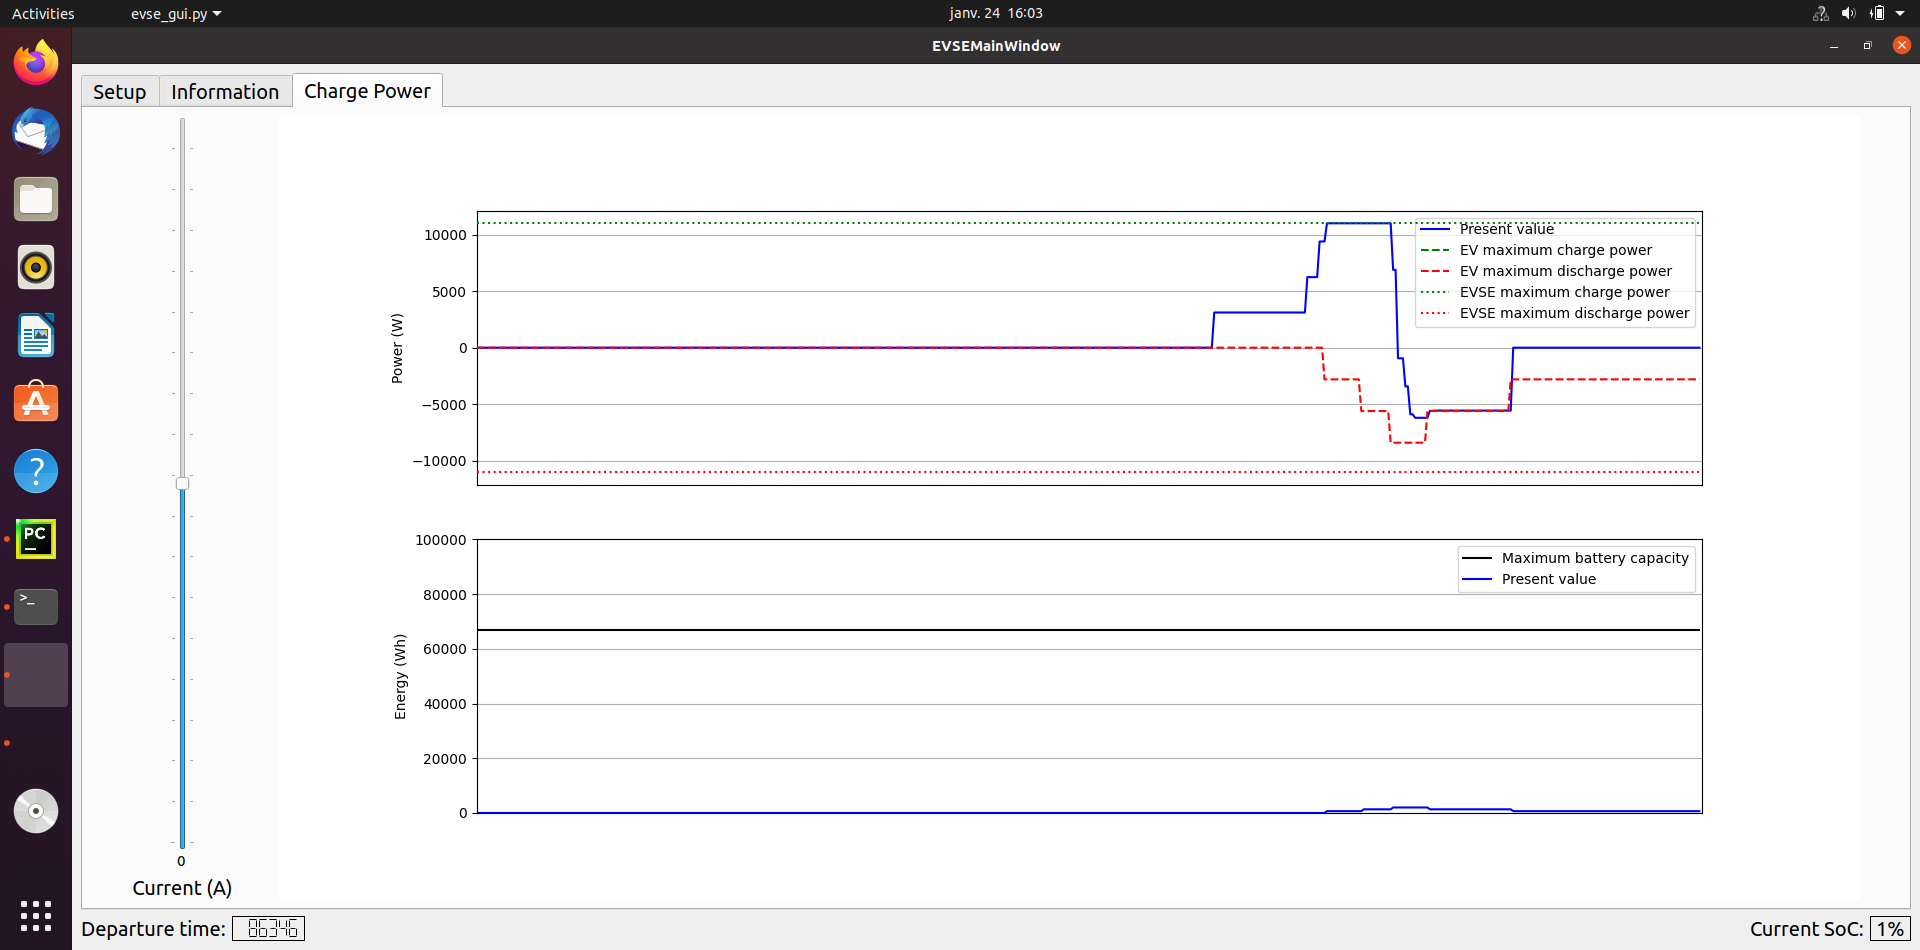 Activities
evse_gui.py
janv. 24 16:03
EVSEMainWindow
Setup
Information
Charge Power
0
Current (A)
Power (W)
10000
5000
0
−5000
−10000
Present value
EV maximum charge power
EV maximum discharge power
EVSE maximum charge power
EVSE maximum discharge power
Energy (Wh)
100000
80000
60000
40000
20000
0
Maximum battery capacity
Present value
PC
>_
?
Departure time: 86346
Current SoC: 1%